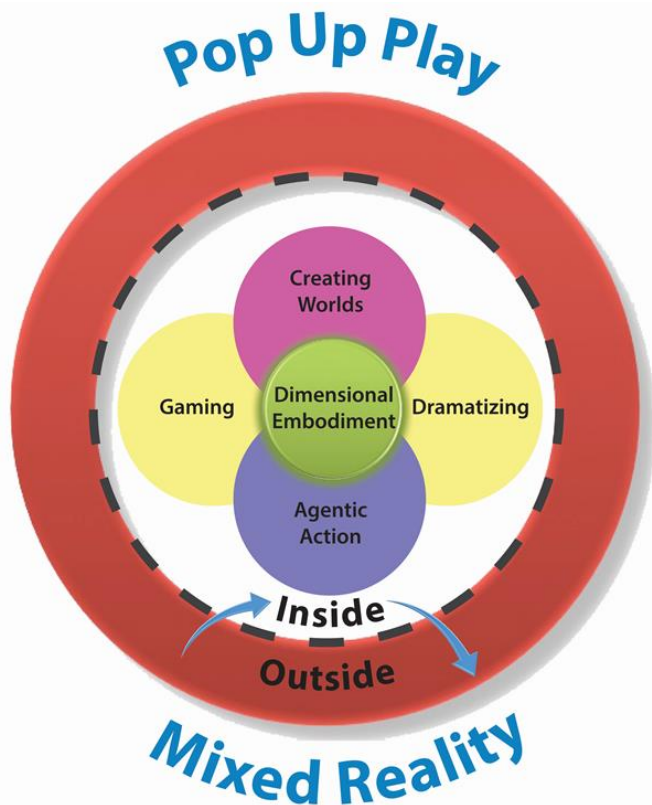 Pop Up Play
Creating
Worlds
Gaming
Dimensional
Embodiment
Dramatizing
Agentic
Action
Inside
Outside
Mixed Reality